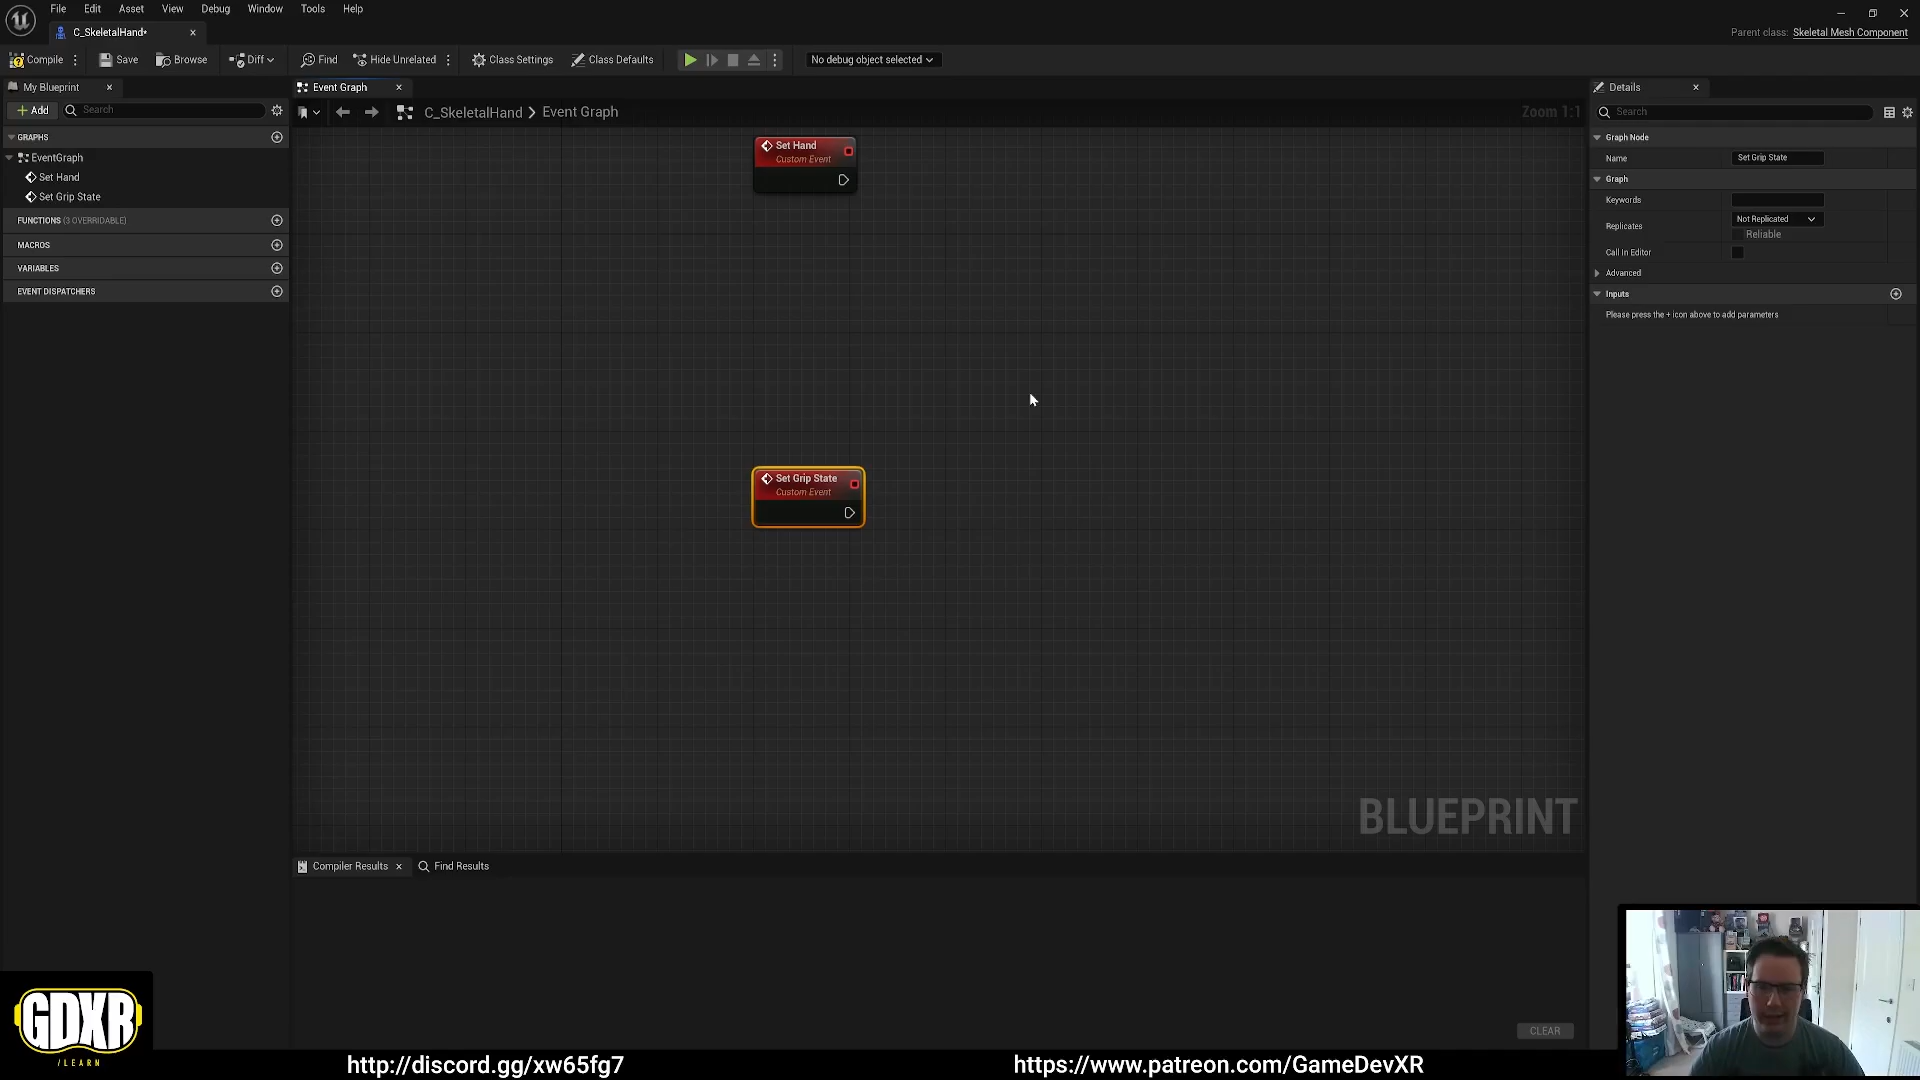 File Edit Asset View Debug Window Tools Help
C_SkeletalHand*
Parent class: Skeletal Mesh Component
Compile Save Browse Diff Find Hide Unrelated Class Settings Class Defaults No debug object selected
My Blueprint
Event Graph
Details
Add Search
C_SkeletalHand > Event Graph
Zoom 1:1
Search
GRAPHS
EventGraph
Set Hand
Set Grip State
FUNCTIONS (3 OVERRIDABLE)
MACROS
VARIABLES
EVENT DISPATCHERS
Set Hand
Custom Event
Set Grip State
Custom Event
BLUEPRINT
Graph Node
Name Set Grip State
Graph
Keywords
Replicates Not Replicated
Reliable
Call In Editor
Advanced
Inputs
Please press the + icon above to add parameters
Compiler Results Find Results
CLEAR
GDXR
/LEARN
http://discord.gg/xw65fg7
https://www.patreon.com/GameDevXR